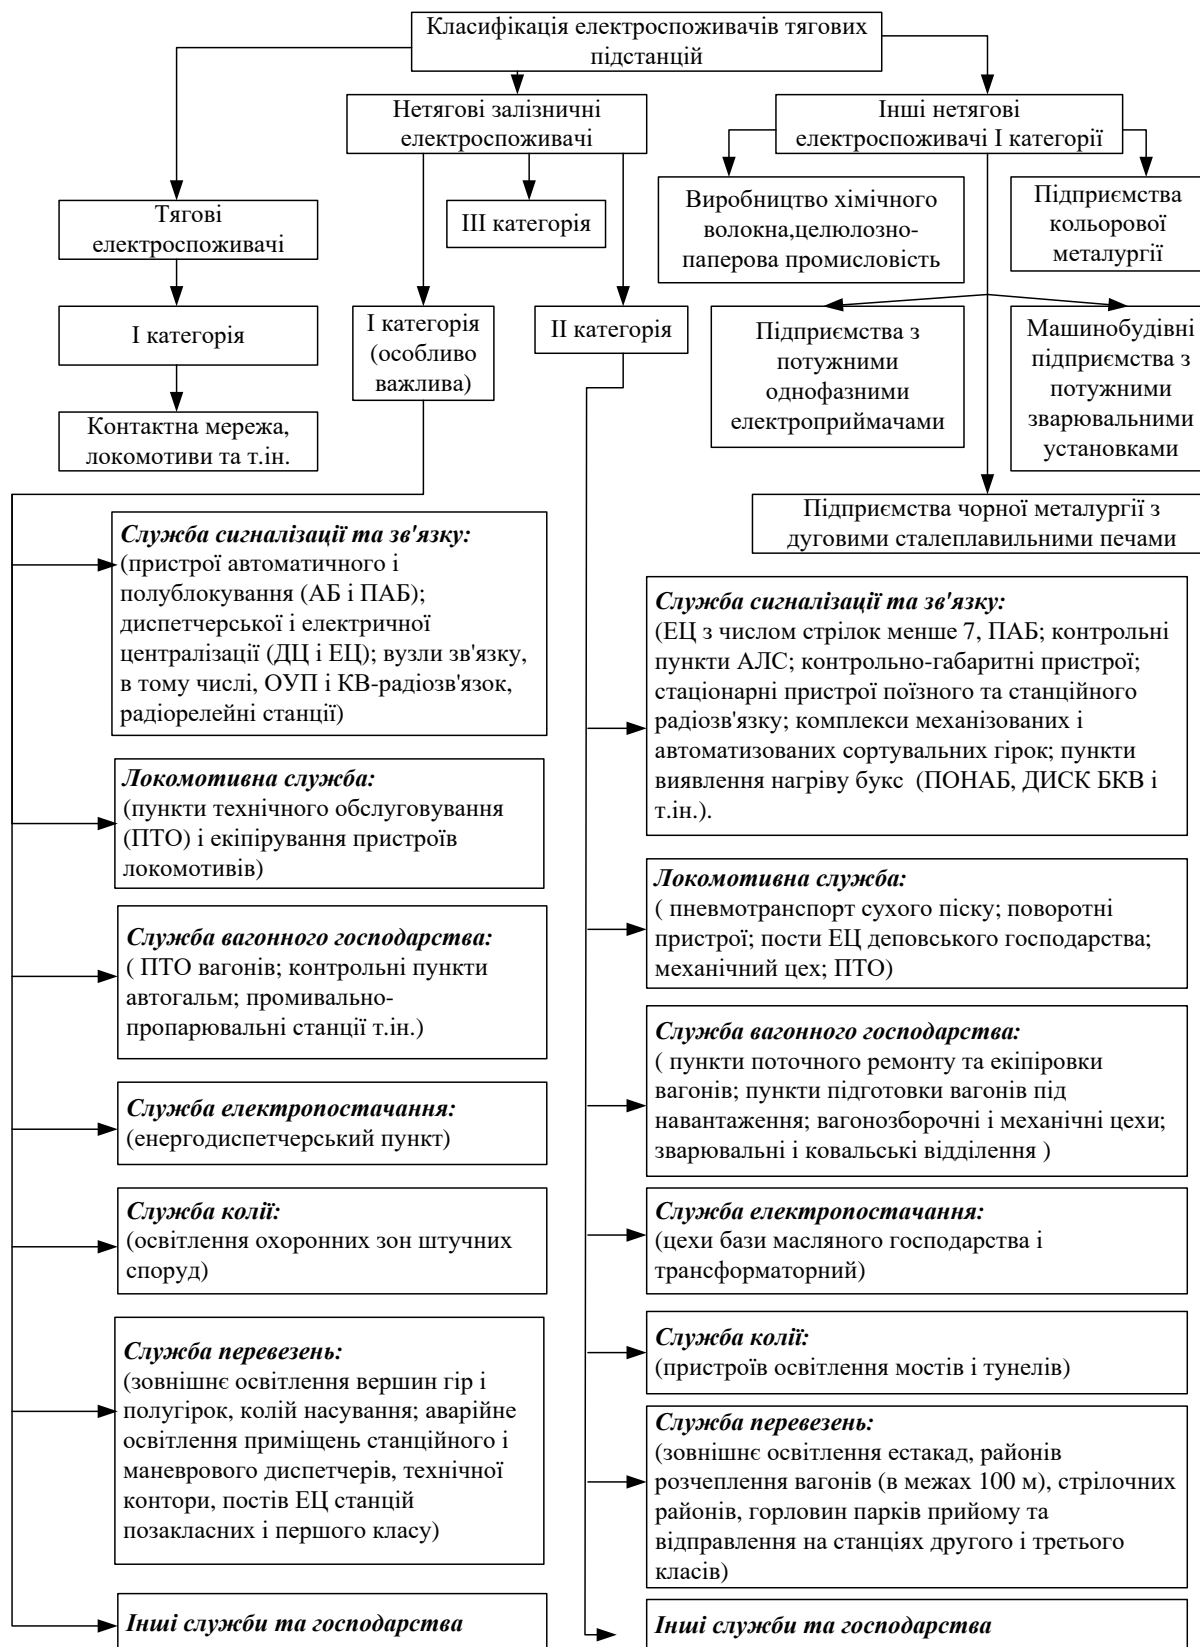 Класифікація електроспоживачів тягових
підстанцій
Нетягові залізничні
електроспоживачі
Інші нетягові
електроспоживачі І категорії
Тягові
електроспоживачі
ІІІ категорія
Виробництво хімічного
волокна,целюлозно-
паперова промисловість
Підприємства
кольорової
металургії
І категорія
І категорія
(особливо
важлива)
ІІ категорія
Підприємства з
потужними
однофазними
електроприймачами
Машинобудівні
підприємства з
потужними
зварювальними
установками
Контактна мережа,
локомотиви та т.ін.
Підприємства чорної металургії з
дуговими сталеплавильними печами
Служба сигналізації та зв'язку:
(пристрої автоматичного і
полублокування (АБ і ПАБ);
диспетчерської і електричної
централізації (ДЦ і ЕЦ); вузли зв'язку,
в тому числі, ОУП і КВ-радіозв'язок,
радіорелейні станції)
Локомотивна служба:
(пункти технічного обслуговування
(ПТО) і екіпірування пристроїв
локомотивів)
Служба вагонного господарства:
( ПТО вагонів; контрольні пункти
автогальм; промивально-
пропарювальні станції т.ін.)
Служба електропостачання:
(енергодиспетчерський пункт)
Служба колії:
(освітлення охоронних зон штучних
споруд)
Служба перевезень:
(зовнішнє освітлення вершин гір і
полугірок, колій насування; аварійне
освітлення приміщень станційного і
маневрового диспетчерів, технічної
контори, постів ЕЦ станцій
позакласних і першого класу)
Інші служби та господарства
Служба сигналізації та зв'язку:
(ЕЦ з числом стрілок менше 7, ПАБ; контрольні
пункти АЛС; контрольно-габаритні пристрої;
стаціонарні пристрої поїзного та станційного
радіозв'язку; комплекси механізованих і
автоматизованих сортувальних гірок; пункти
виявлення нагріву букс (ПОНАБ, ДИСК БКВ і
т.ін.).
Локомотивна служба:
( пневмотранспорт сухого піску; поворотні
пристрої; пости ЕЦ деповського господарства;
механічний цех; ПТО)
Служба вагонного господарства:
( пункти поточного ремонту та екіпіровки
вагонів; пункти підготовки вагонів під
навантаження; вагонозборочні і механічні цехи;
зварювальні і ковальські відділення )
Служба електропостачання:
(цехи бази масляного господарства і
трансформаторний)
Служба колії:
(пристроїв освітлення мостів і тунелів)
Служба перевезень:
(зовнішнє освітлення естакад, районів
розчеплення вагонів (в межах 100 м), стрілочних
районів, горловин парків прийому та
відправлення на станціях другого і третього
класів)
Інші служби та господарства